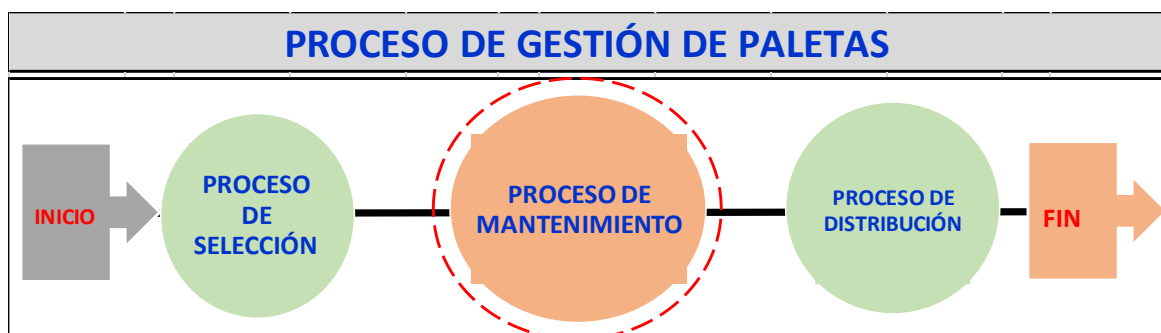 PROCESO DE GESTIÓN DE PALETAS
INICIO
PROCESO
DE
SELECCIÓN
PROCESO DE
MANTENIMIENTO
PROCESO DE
DISTRIBUCIÓN
FIN